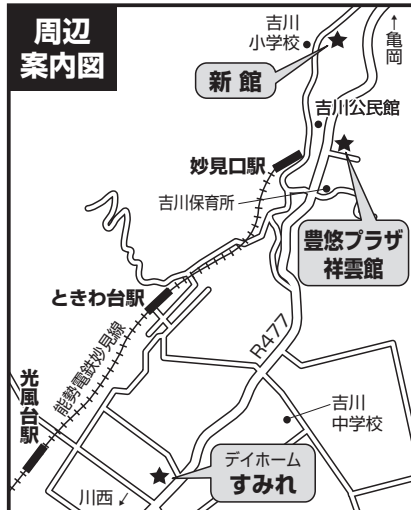 周辺
案内図
吉川
小学校
↑亀岡
新館
吉川公民館
妙見口駅
吉川保育所
豊悠プラザ
祥雲館
ときわ台駅
能勢電鉄妙見線
R477
光風台駅
吉川
中学校
デイホーム
すみれ
川西↙